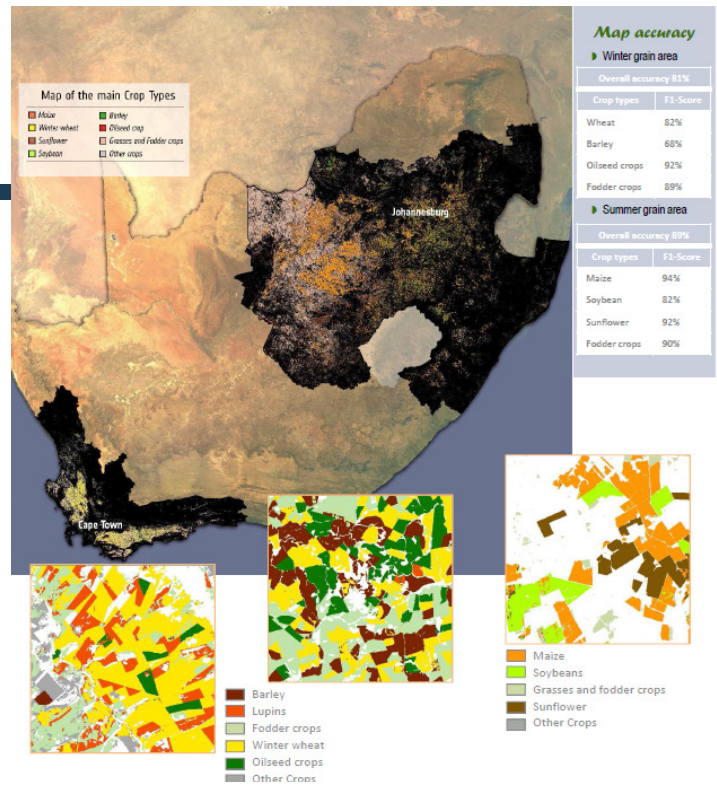 Map of the main Crop Types
Maize
Winter wheat
Sunflower
Soybean
Barley
Oilseed crop
Grasses and Fodder crops
Other crops
Johannesburg
Cape Town
Map accuracy
Winter grain area
Overall accuracy 81%
Crop types F1-Score
Wheat 82%
Barley 68%
Oilseed crops 92%
Fodder crops 89%
Summer grain area
Overall accuracy 89%
Crop types F1-Score
Maize 94%
Soybean 82%
Sunflower 92%
Fodder crops 90%
Barley
Lupins
Fodder crops
Winter wheat
Oilseed crops
Other Crops
Maize
Soybeans
Grasses and fodder crops
Sunflower
Other Crops